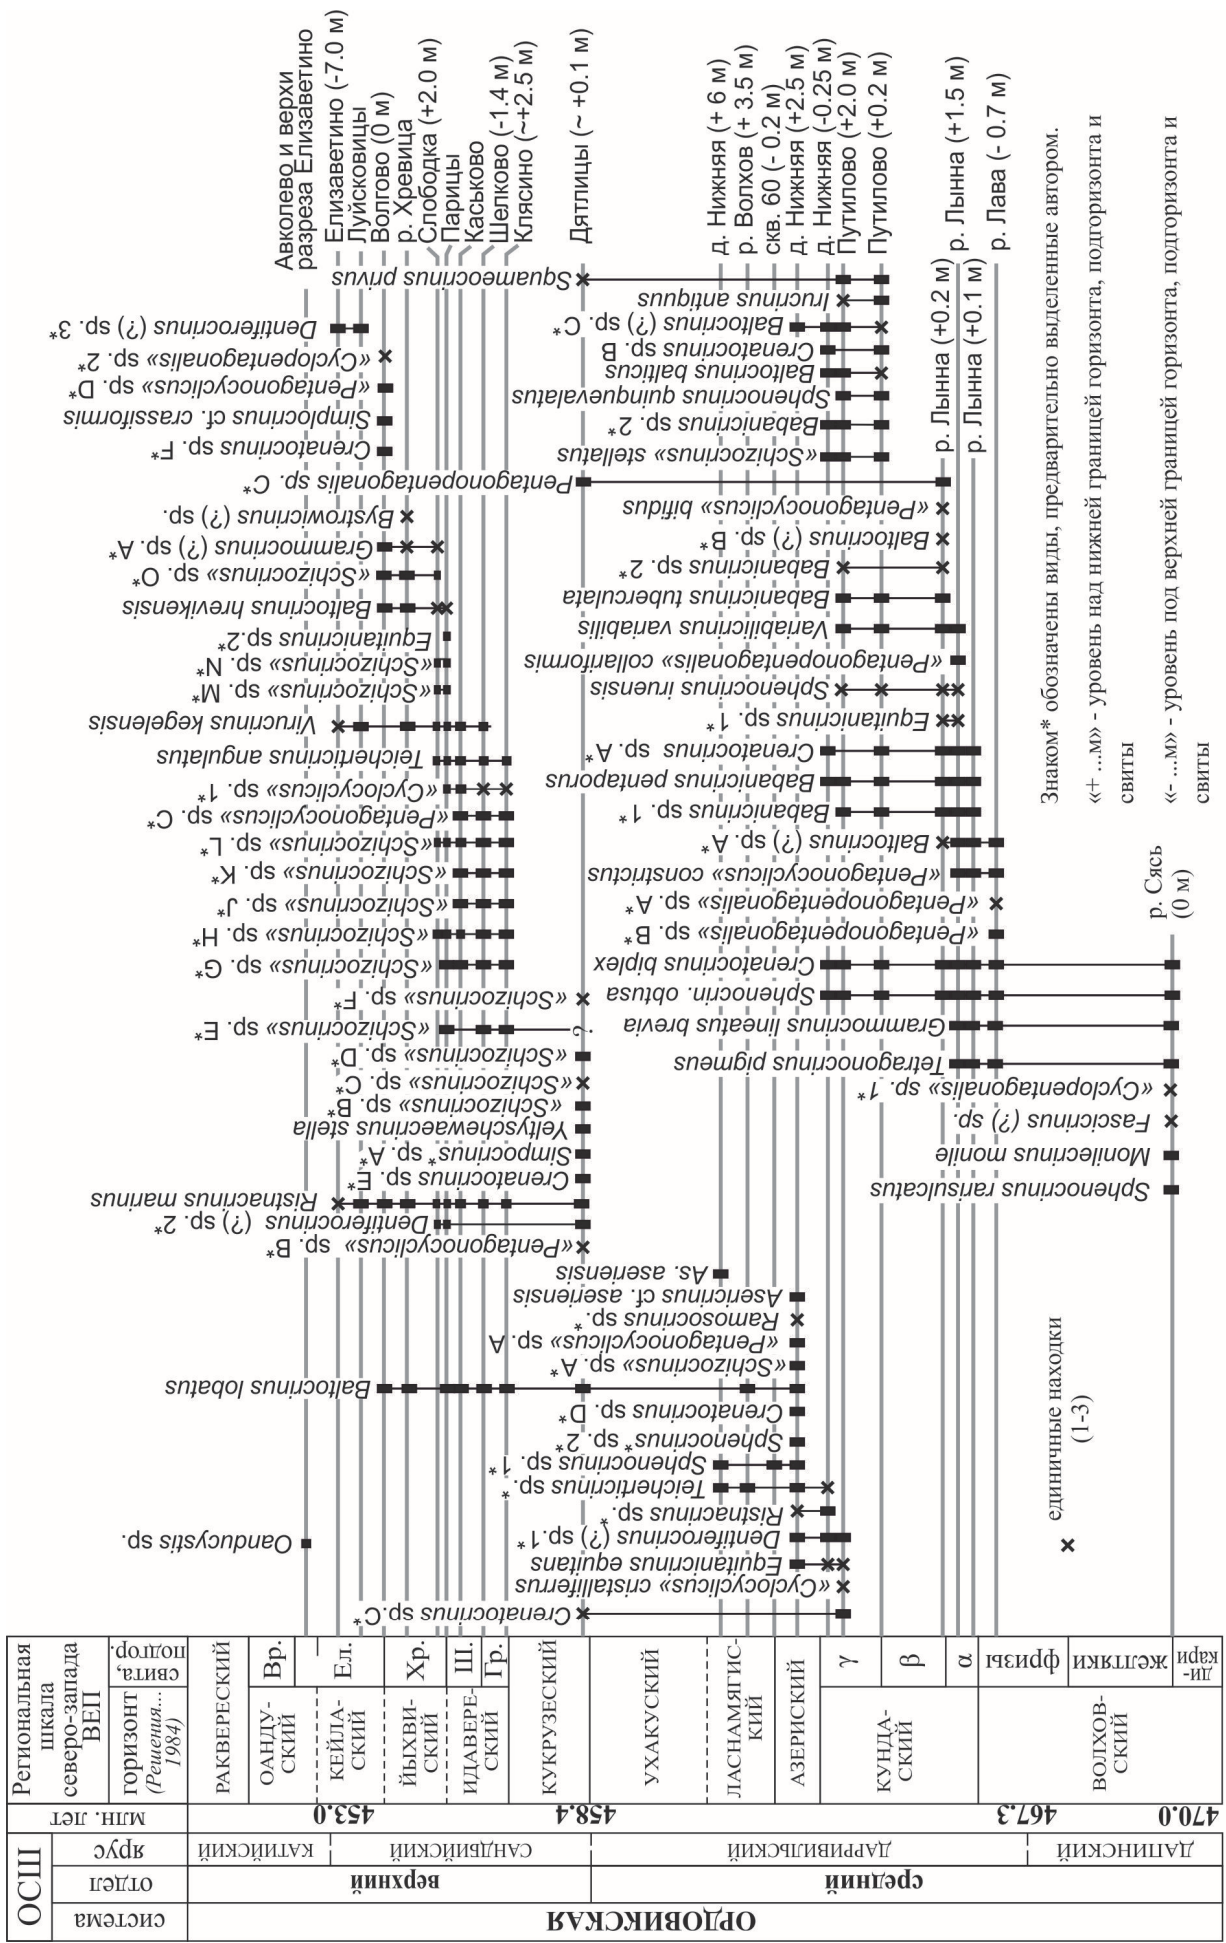 ОСШ
система
отдел
ярус
ОРДОВИКСКАЯ
верхний
средний
КАТИЙСКИЙ
САНДБИЙСКИЙ
ДАРРИВИЛЬСКИЙ
ДАПИНСКИЙ
млн. лет
453.0
458.4
467.3
470.0
Региональная
шкала
северо-запада
ВЕП
горизонт
(Решения...
1984)
свита,
подгор.
РАКВЕРЕСКИЙ
ОАНДУ-
СКИЙ
КЕЙЛА-
СКИЙ
ЙЫХВИ-
СКИЙ
ИДАВЕРЕ-
СКИЙ
КУКРУЗЕСКИЙ
УХАКУСКИЙ
ЛАСНАМЯГИС-
КИЙ
АЗЕРИСКИЙ
КУНДА-
СКИЙ
ВОЛХОВ-
СКИЙ
Вр.
Ел.
Хр.
Ш.
Гр.
γ
β
α
фризы
желтяки
ди-
кари
Авколево и верхи
разреза Елизаветино
Елизаветино (-7.0 м)
Луйсковицы
Волгово (0 м)
р. Хревица
Слободка (+2.0 м)
Парицы
Каськово
Шелково (-1.4 м)
Клясино (~+2.5 м)
Дятлицы (~ +0.1 м)
д. Нижняя (+ 6 м)
р. Волхов (+ 3.5 м)
скв. 60 (- 0.2 м)
д. Нижняя (+2.5 м)
д. Нижняя (-0.25 м)
Путилово (+2.0 м)
Путилово (+0.2 м)
р. Лынна (+0.2 м)
р. Лынна (+1.5 м)
р. Лынна (+0.1 м)
р. Лава (- 0.7 м)
р. Сясь
(0 м)
Dentiferocrinus (?) sp. 3*
«Cyclopentagonalis» sp. 2*
«Pentagonocyclicus» sp. D*
Simplocrinus cf. crassiformis
Crenatocrinus sp. F*
Bystrowicrinus (?) sp.
Grammocrinus (?) sp. A*
«Schizocrinus» sp. O*
Baltocrinus hrevikensis
Equitanicrinus sp.2*
«Schizocrinus» sp. N*
«Schizocrinus» sp. M*
Virucrinus kegelensis
Teicherticrinus angulatus
«Cyclocyclicus» sp. 1*
«Pentagonocyclicus» sp. C*
«Schizocrinus» sp. L*
«Schizocrinus» sp. K*
«Schizocrinus» sp. J*
«Schizocrinus» sp. H*
«Schizocrinus» sp. G*
«Schizocrinus» sp. F*
«Schizocrinus» sp. E*
?
«Schizocrinus» sp. D*
«Schizocrinus» sp. C*
«Schizocrinus» sp. B*
Yeltyschewaecrinus stella
Simpocrinus* sp. A*
Crenatocrinus sp. E*
Ristnacrinus marinus
Dentiferocrinus (?) sp. 2*
«Pentagonocyclicus» sp. B*
As. aseriensis
Asericrinus cf. aseriensis
Ramosocrinus sp.*
«Pentagonocyclicus» sp. A
«Schizocrinus» sp. A*
Baltocrinus lobatus
Crenatocrinus sp. D*
Sphenocrinus* sp. 2*
Sphenocrinus sp. 1*
Teicherticrinus sp. *
Ristnacrinus sp.*
Dentiferocrinus (?) sp.1*
Equitanicrinus equitans
«Cyclocyclicus» cristalliferrus
Crenatocrinus sp.C*
Oanducystis sp.
Squameocrinus privus
Irucrinus antiquus
Baltocrinus (?) sp. C*
Crenatocrinus sp. B
Baltocrinus balticus
Sphenocrinus quinquevalatus
Babanicrinus sp. 2*
«Schizocrinus» stellatus
Pentagonopentagonalis sp. C*
«Pentagonocyclicus» bifidus
Baltocrinus (?) sp. B*
Babanicrinus sp. 2*
Babanicrinus tuberculata
Variabilicrinus variabilis
«Pentagonopentagonalis» collariformis
Sphenocrinus iruensis
Equitanicrinus sp. 1*
Crenatocrinus sp. A*
Babanicrinus pentaporus
Babanicrinus sp. 1*
Baltocrinus (?) sp. A*
«Pentagonocyclicus» constrictus
«Pentagonopentagonalis» sp. A*
«Pentagonopentagonalis» sp. B*
Crenatocrinus biplex
Sphenocrin. obtusa
Grammocrinus lineatus brevia
Tetragonocrinus pigmeus
«Cyclopentagonalis» sp. 1*
Fascicrinus (?) sp.
Monilecrinus monile
Sphenocrinus rarisulcatus
единичные находки
(1-3)
Знаком* обозначены виды, предварительно выделенные автором.
«+ ...м» - уровень над нижней границей горизонта, подгоризонта и
свиты
«- ...м» - уровень под верхней границей горизонта, подгоризонта и
свиты